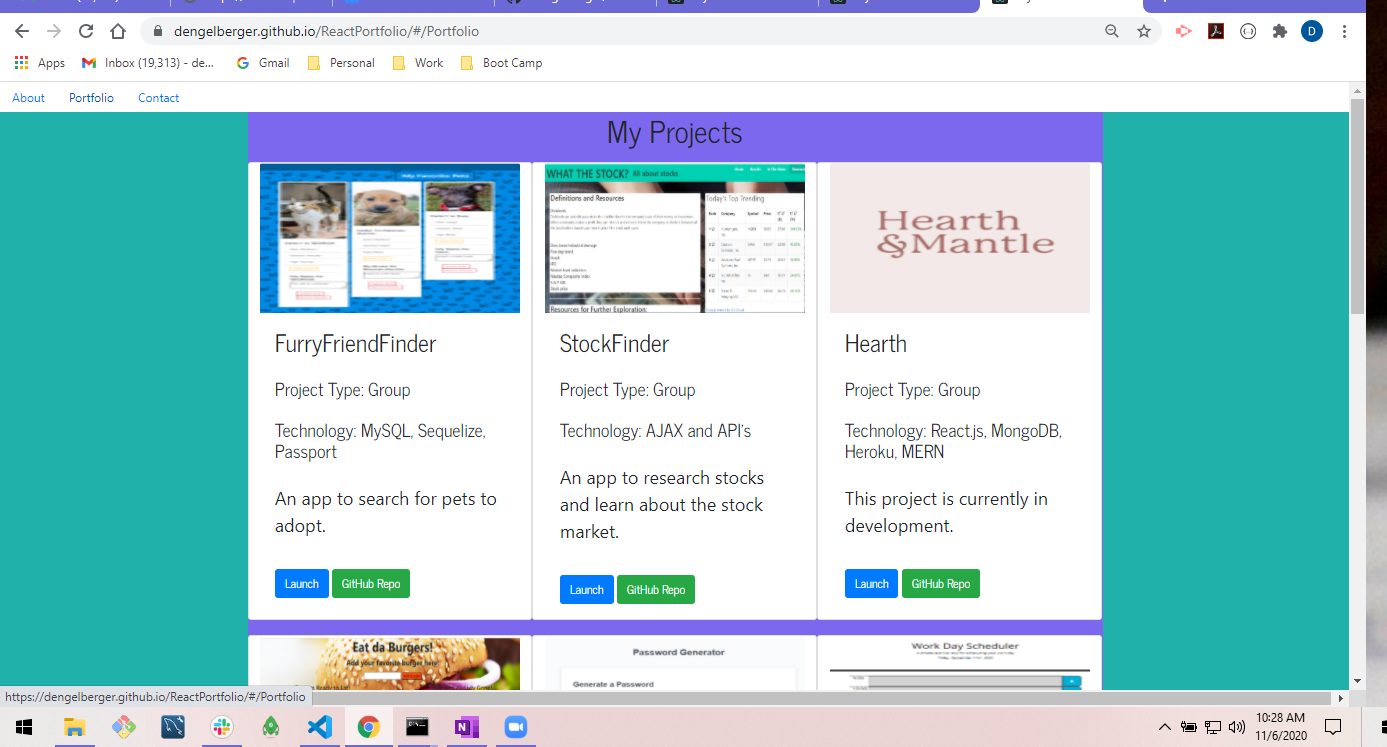 dengelberger.github.io/ReactPortfolio/#/Portfolio
D
Apps
Inbox (19,313) - de...
Gmail
Personal
Work
Boot Camp
About
Portfolio
Contact
My Projects
My Favorite Pets
WHAT THE STOCK? All about stocks
Definitions and Resources
Today's Top Trending
Resources for Further Exploration:
Hearth
&Mantle
FurryFriendFinder
Project Type: Group
Technology: MySQL, Sequelize,
Passport
An app to search for pets to
adopt.
Launch
GitHub Repo
StockFinder
Project Type: Group
Technology: AJAX and API's
An app to research stocks
and learn about the stock
market.
Launch
GitHub Repo
Hearth
Project Type: Group
Technology: React.js, MongoDB,
Heroku, MERN
This project is currently in
development.
Launch
GitHub Repo
Eat da Burgers!
Add your favorite burger here:
Password Generator
Generate a Password
Work Day Scheduler
https://dengelberger.github.io/ReactPortfolio/#/Portfolio
10:28 AM
11/6/2020